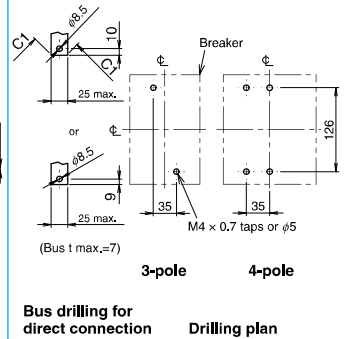 φ8.5
10
C1
C1
25 max.
or
φ8.5
9
25 max.
(Bus t max.=7)
Breaker
℄
℄
℄
126
35
35
M4 × 0.7 taps or φ5
3-pole
4-pole
Bus drilling for
direct connection
Drilling plan